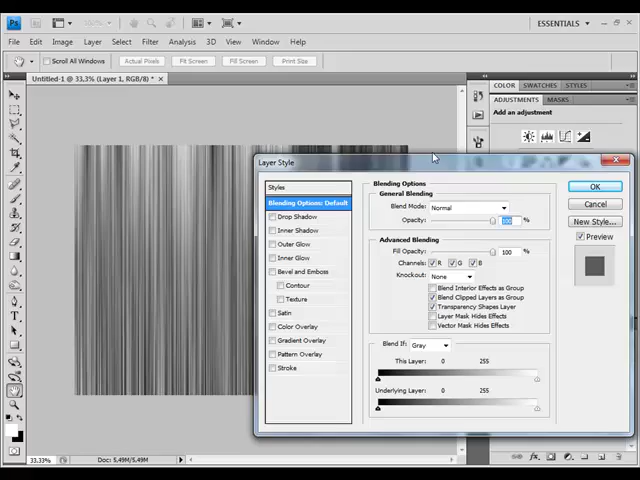 Ps
100%
ESSENTIALS
File Edit Image Layer Select Filter Analysis 3D View Window Help
Scroll All Windows Actual Pixels Fit Screen Fill Screen Print Size
Untitled-1 @ 33,3% (Layer 1, RGB/8) *
COLOR SWATCHES STYLES
ADJUSTMENTS MASKS
Add an adjustment
Layer Style
Styles
Blending Options: Default
Drop Shadow
Inner Shadow
Outer Glow
Inner Glow
Bevel and Emboss
Contour
Texture
Satin
Color Overlay
Gradient Overlay
Pattern Overlay
Stroke
Blending Options
General Blending
Blend Mode: Normal
Opacity: 100 %
Advanced Blending
Fill Opacity: 100 %
Channels: R G B
Knockout: None
Blend Interior Effects as Group
Blend Clipped Layers as Group
Transparency Shapes Layer
Layer Mask Hides Effects
Vector Mask Hides Effects
Blend If: Gray
This Layer: 0 255
Underlying Layer: 0 255
OK
Cancel
New Style...
Preview
33.33% Doc: 5,49M/5,49M